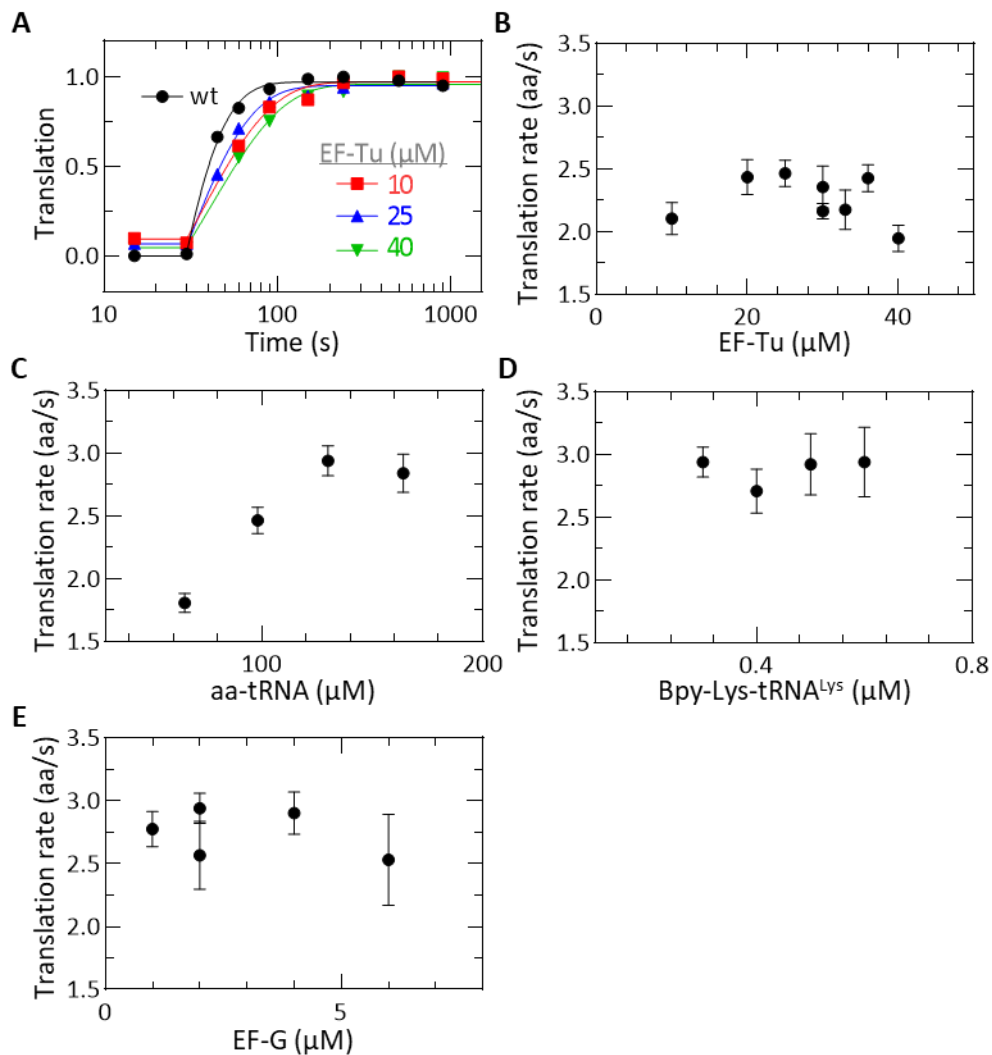 A
1.0
0.5
0.0
Translation
wt
EF-Tu (µM)
10
25
40
10
100
1000
Time (s)
B
3.5
3.0
2.5
2.0
1.5
Translation rate (aa/s)
0
20
40
EF-Tu (µM)
C
3.5
3.0
2.5
2.0
1.5
Translation rate (aa/s)
100
200
aa-tRNA (µM)
D
3.5
3.0
2.5
2.0
1.5
Translation rate (aa/s)
0.4
0.8
Bpy-Lys-tRNAᴸʸˢ (µM)
E
3.5
3.0
2.5
2.0
1.5
Translation rate (aa/s)
0
5
EF-G (µM)